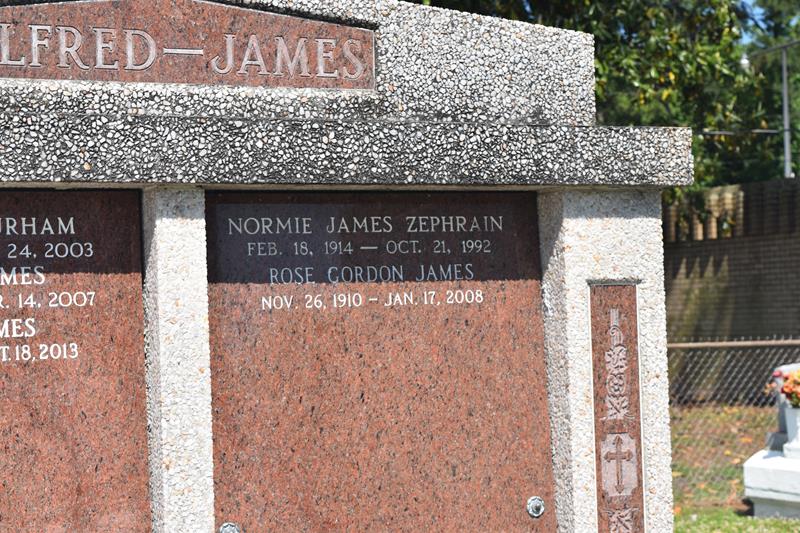 LFRED—JAMES
URHAM
24, 2003
MES
14, 2007
MES
18, 2013
NORMIE JAMES ZEPHRAIN
FEB. 18, 1914 — OCT. 21, 1992
ROSE GORDON JAMES
NOV. 26, 1910 – JAN. 17, 2008